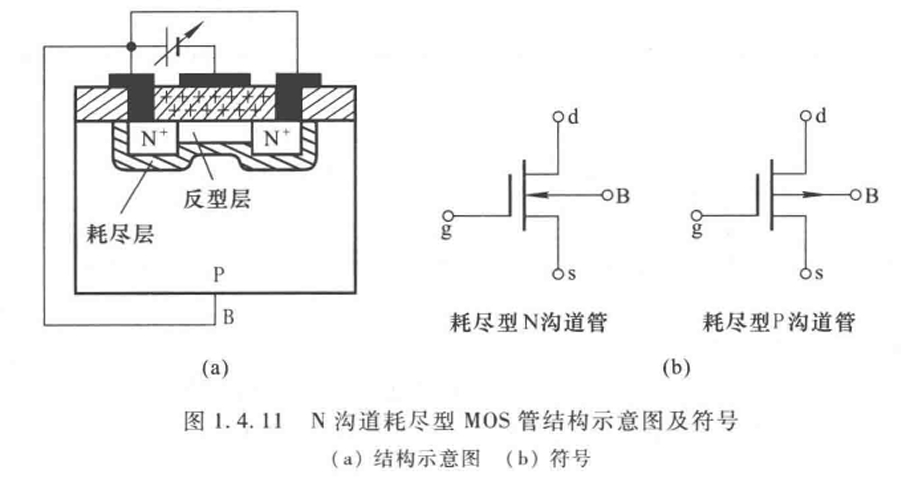 N⁺ N⁺
反型层
耗尽层
P
B
(a)
d
B
g
s
耗尽型N沟道管
d
B
g
s
耗尽型P沟道管
(b)
图 1.4.11 N 沟道耗尽型 MOS 管结构示意图及符号
(a) 结构示意图 (b) 符号